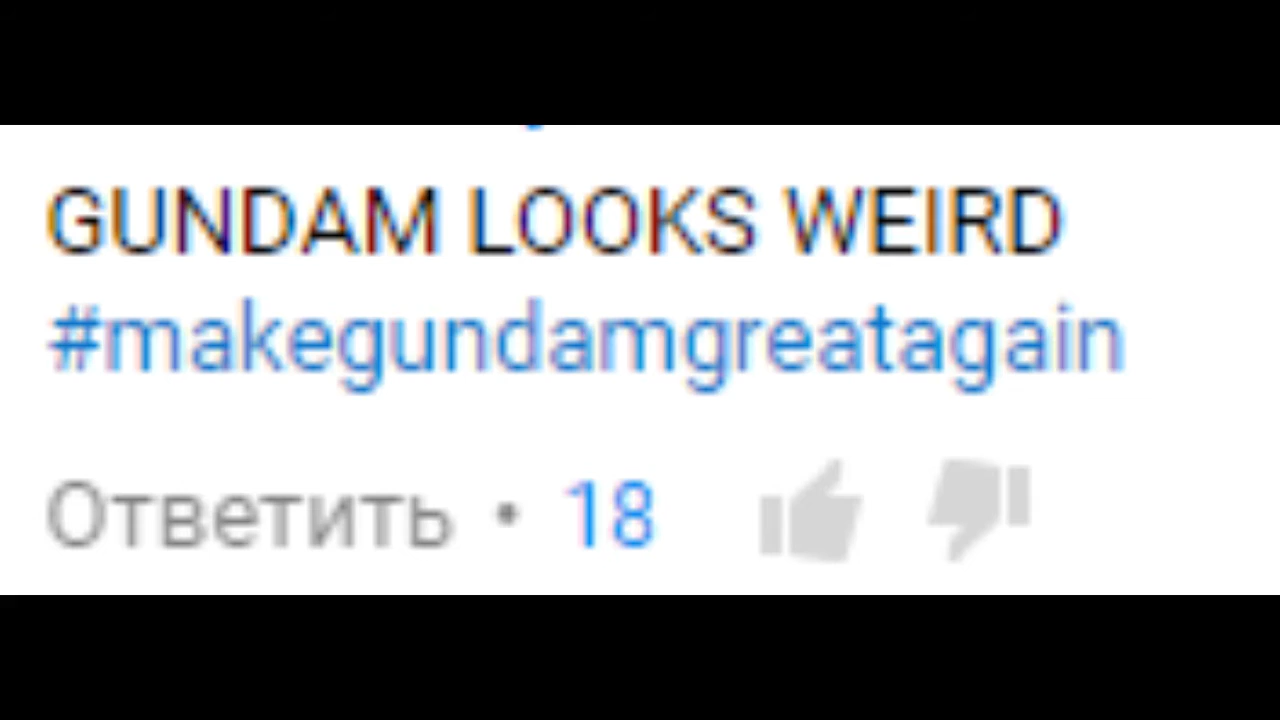 GUNDAM LOOKS WEIRD
#makegundamgreatagain
Ответить • 18